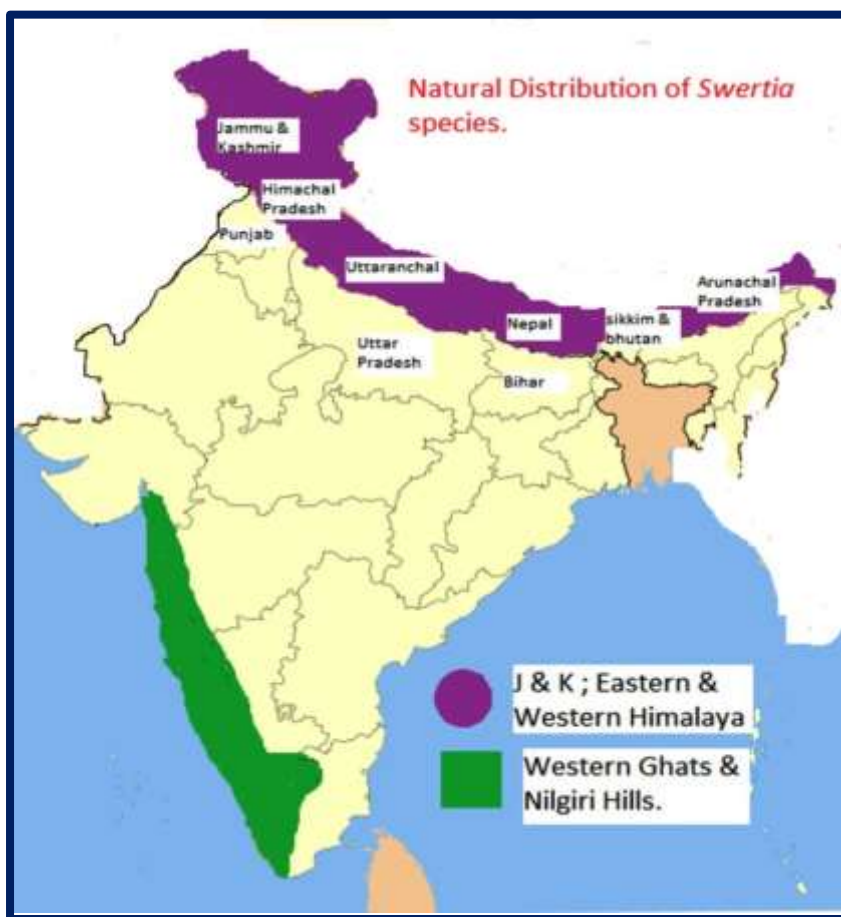 Natural Distribution of Swertia
species.
Jammu &
Kashmir
Himachal
Pradesh
Punjab
Uttaranchal
Arunachal
Pradesh
Nepal
sikkim &
bhutan
Uttar
Pradesh
Bihar
J & K ; Eastern &
Western Himalaya
Western Ghats &
Nilgiri Hills.